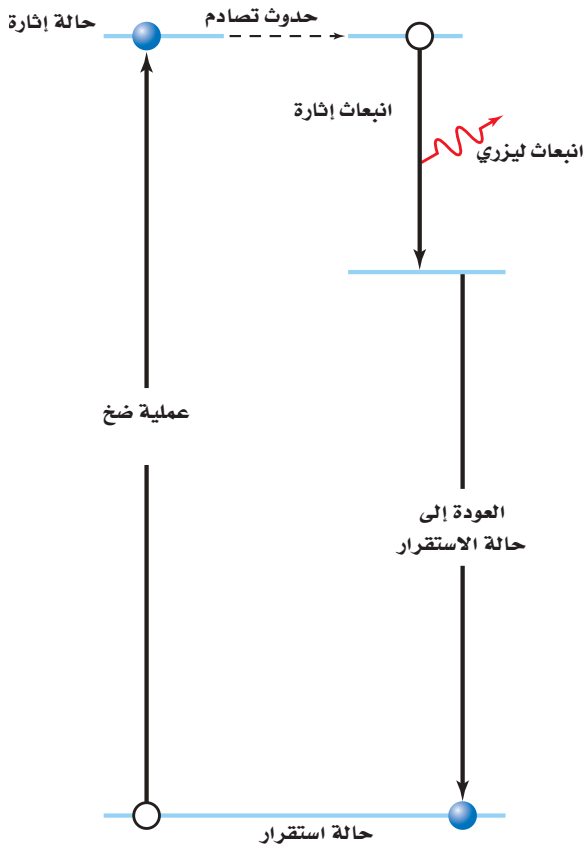 حالة إثارة
حدوث تصادم
انبعاث إثارة
انبعاث ليزري
عملية ضخ
العودة إلى
حالة الاستقرار
حالة استقرار